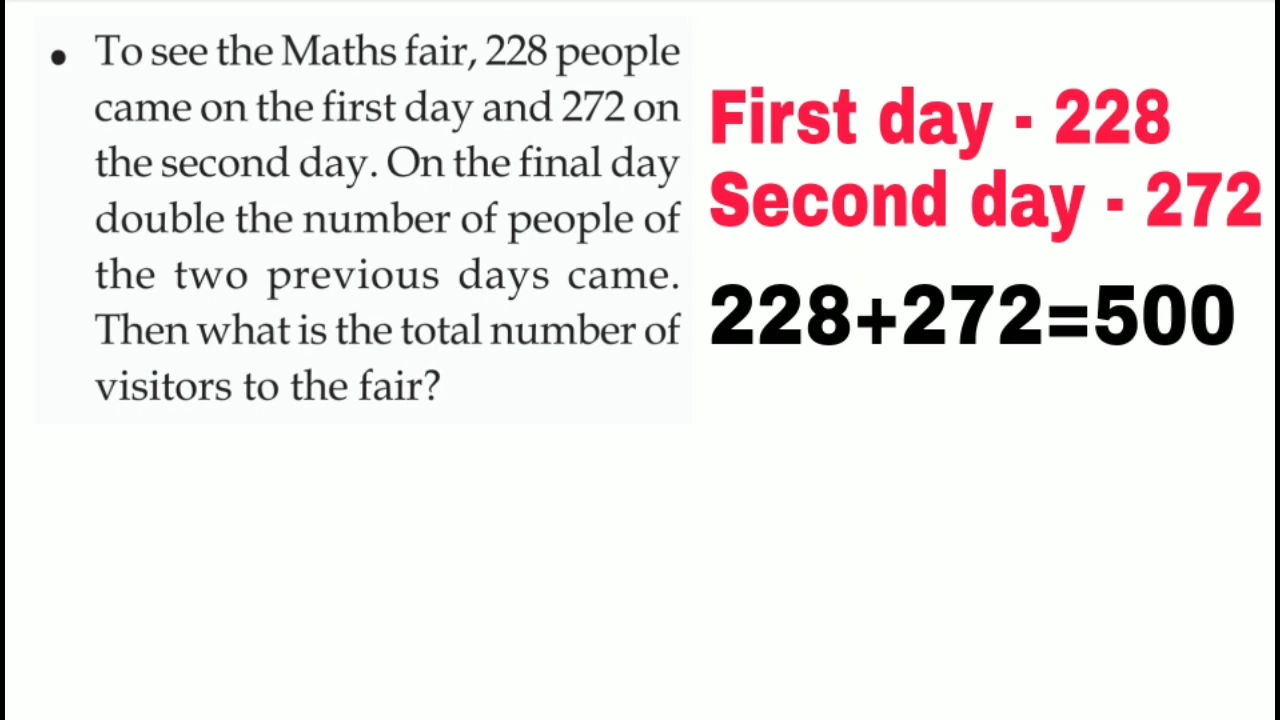 • To see the Maths fair, 228 people
came on the first day and 272 on
the second day. On the final day
double the number of people of
the two previous days came.
Then what is the total number of
visitors to the fair?
First day - 228
Second day - 272
228+272=500